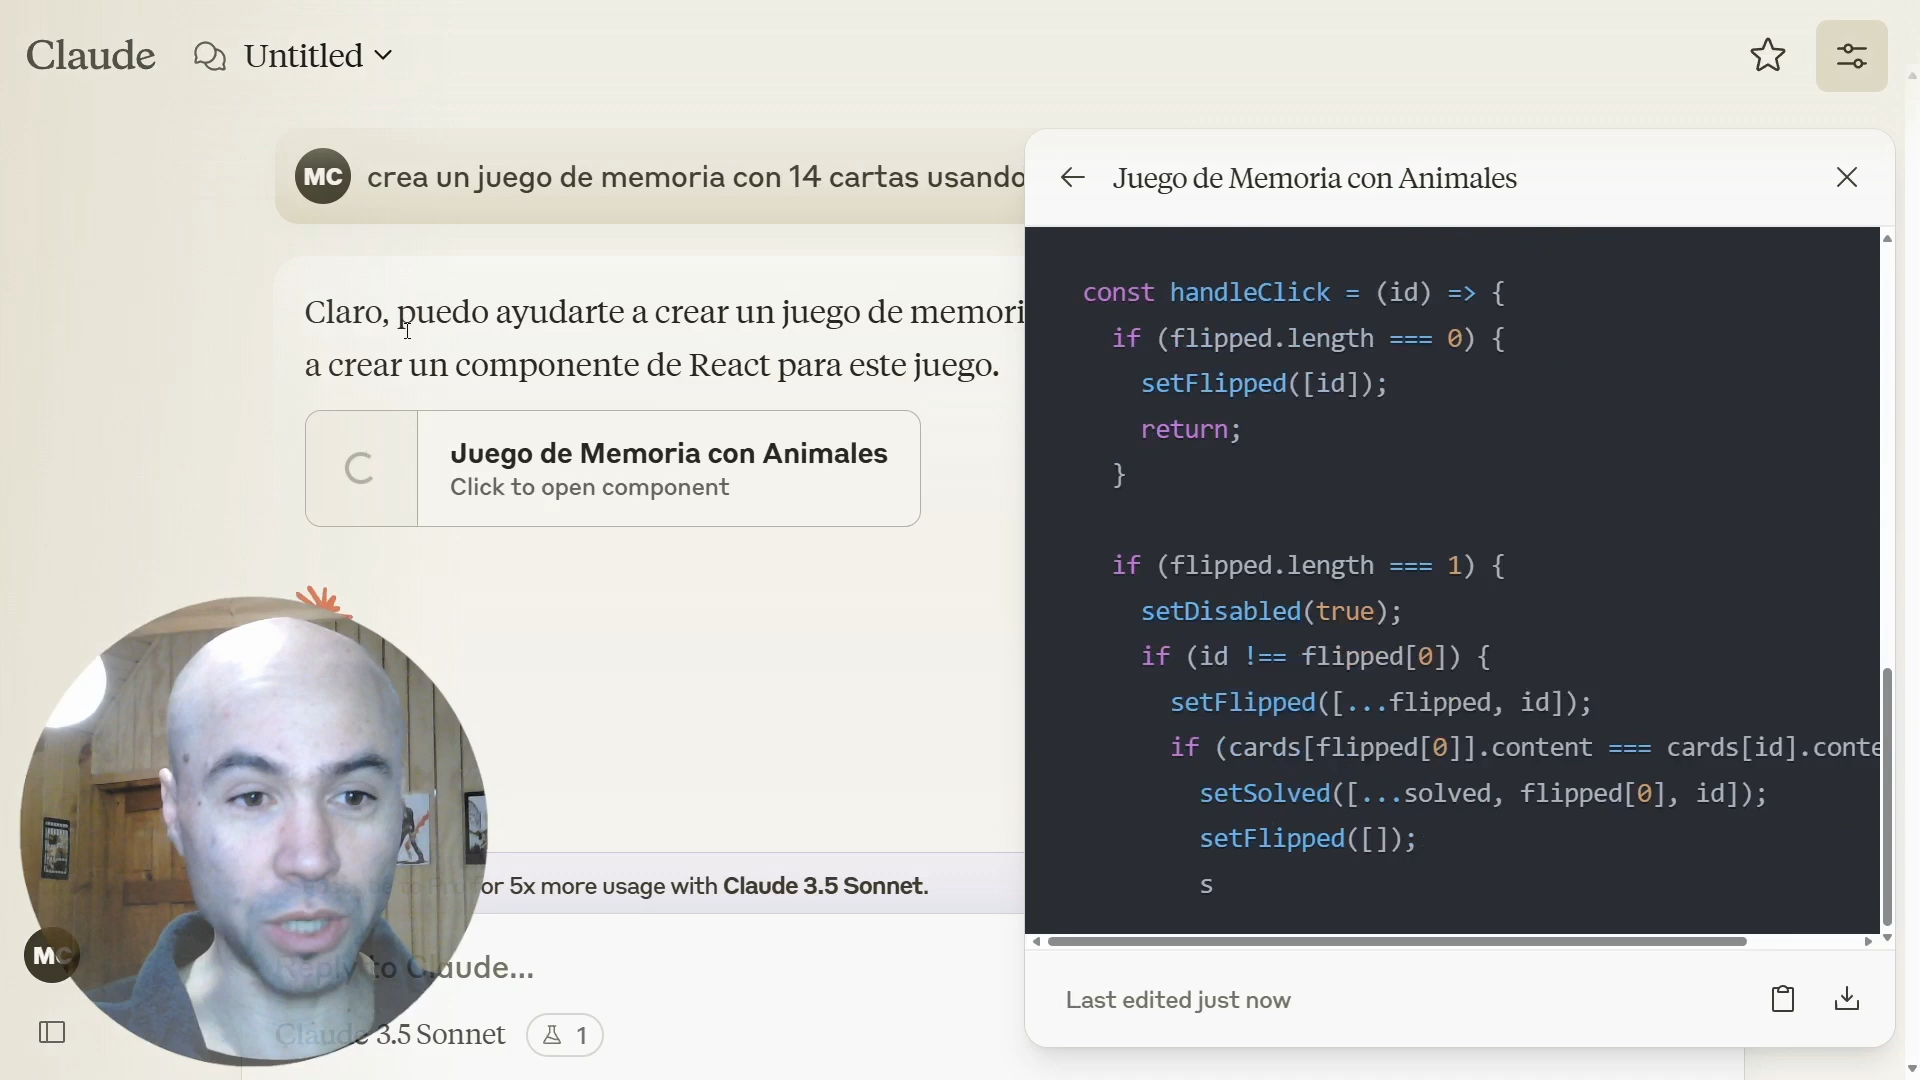 Claude
Untitled
MC
crea un juego de memoria con 14 cartas usando
Claro, puedo ayudarte a crear un juego de memori
a crear un componente de React para este juego.
Juego de Memoria con Animales
Click to open component
or 5x more usage with Claude 3.5 Sonnet.
MC
Reply to Claude...
Claude 3.5 Sonnet
1
Juego de Memoria con Animales
const handleClick = (id) => {
if (flipped.length === 0) {
setFlipped([id]);
return;
}
if (flipped.length === 1) {
setDisabled(true);
if (id !== flipped[0]) {
setFlipped([...flipped, id]);
if (cards[flipped[0]].content === cards[id].conte
setSolved([...solved, flipped[0], id]);
setFlipped([]);
s
Last edited just now